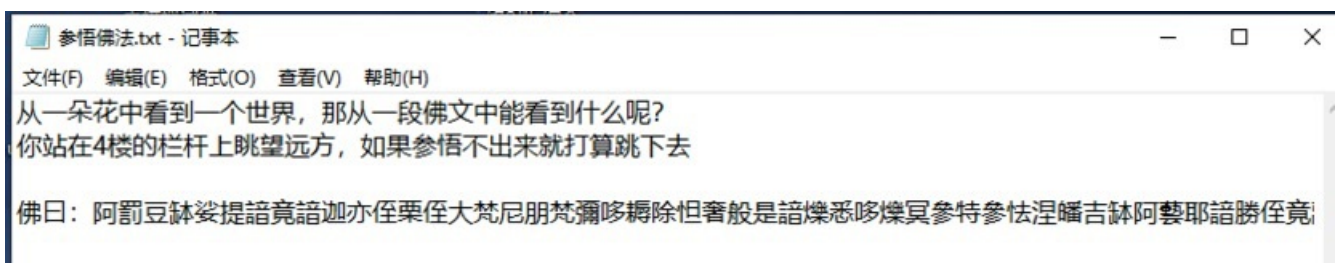 参悟佛法.txt - 记事本
文件(F) 编辑(E) 格式(O) 查看(V) 帮助(H)
从一朵花中看到一个世界，那从一段佛文中能看到什么呢？
你站在4楼的栏杆上眺望远方，如果参悟不出来就打算跳下去
佛曰：阿罰豆缽娑提諳竟諳迦亦侄栗侄大梵尼朋梵彌哆耨除怛奢般是諳爍悉哆爍冥參特參怯涅皤吉缽阿藝耶諳勝侄竟